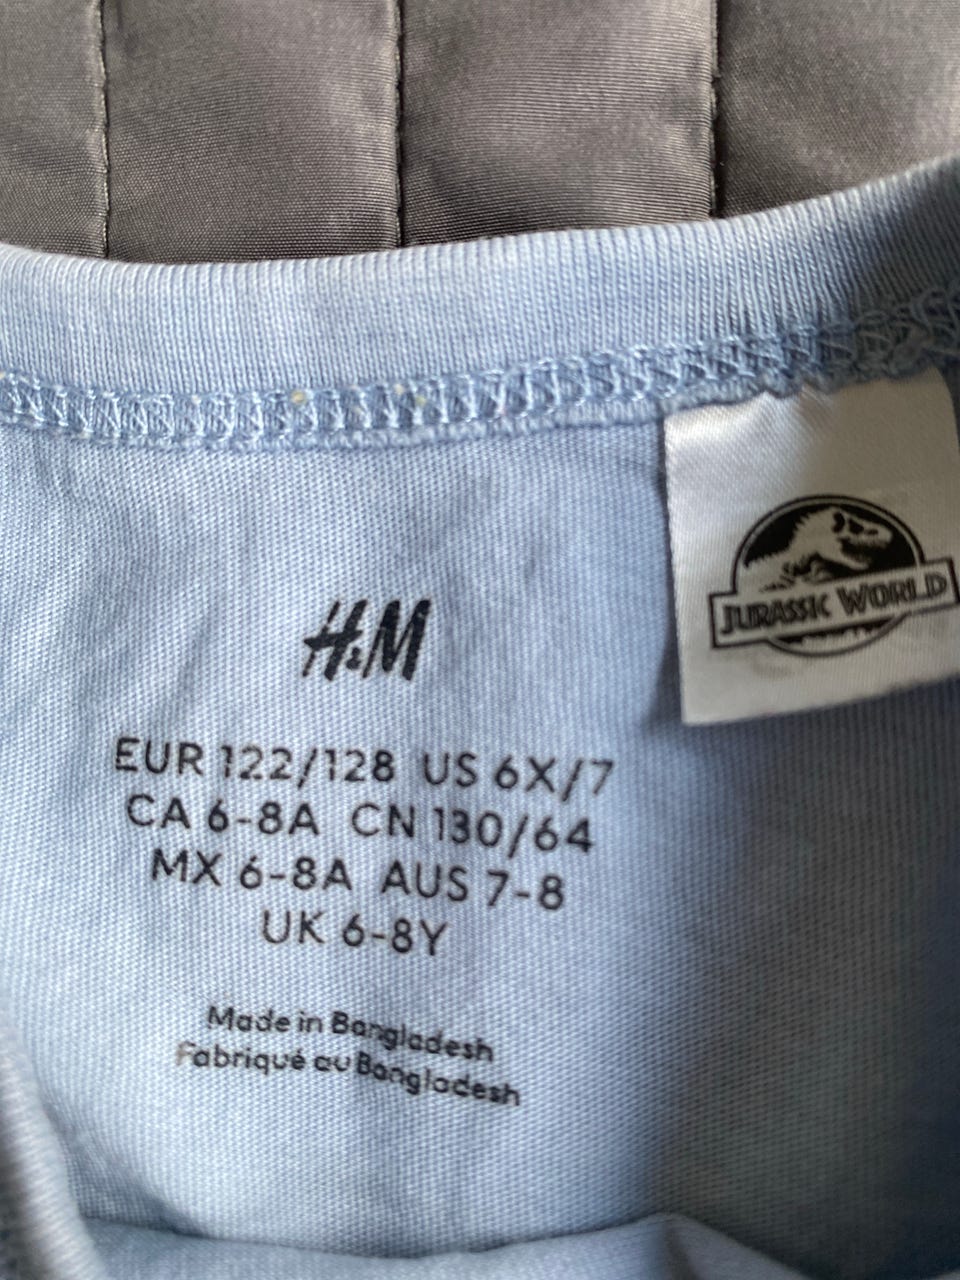 H&M
EUR 122/128 US 6X/7
CA 6-8A CN 130/64
MX 6-8A AUS 7-8
UK 6-8Y
Made in Bangladesh
Fabriqué au Bangladesh
JURASSIC WORLD